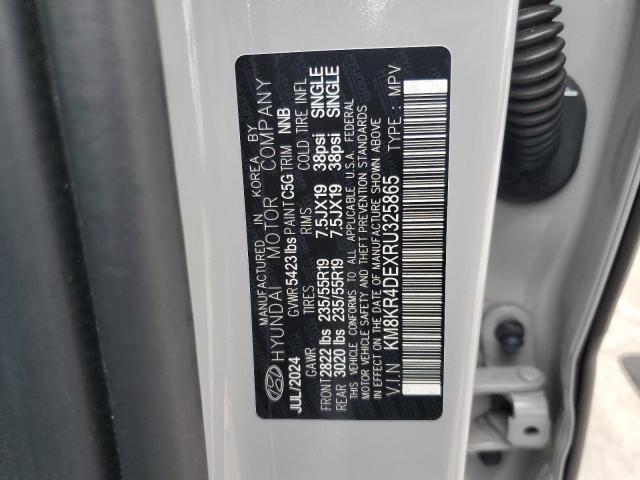 MANUFACTURED IN KOREA BY
HYUNDAI MOTOR COMPANY
JUL/2024 GVWR 5423lbs PAINT C5G TRIM NNB
GAWR TIRES RIMS COLD TIRE INFL
FRONT 2822 lbs 235/55R19 7.5JX19 38psi SINGLE
REAR 3020 lbs 235/55R19 7.5JX19 38psi SINGLE
THIS VEHICLE CONFORMS TO ALL APPLICABLE U.S.A. FEDERAL
MOTOR VEHICLE SAFETY AND THEFT PREVENTION STANDARDS
IN EFFECT ON THE DATE OF MANUFACTURE SHOWN ABOVE
V.I.N KM8KR4DEXRU325865 TYPE : MPV